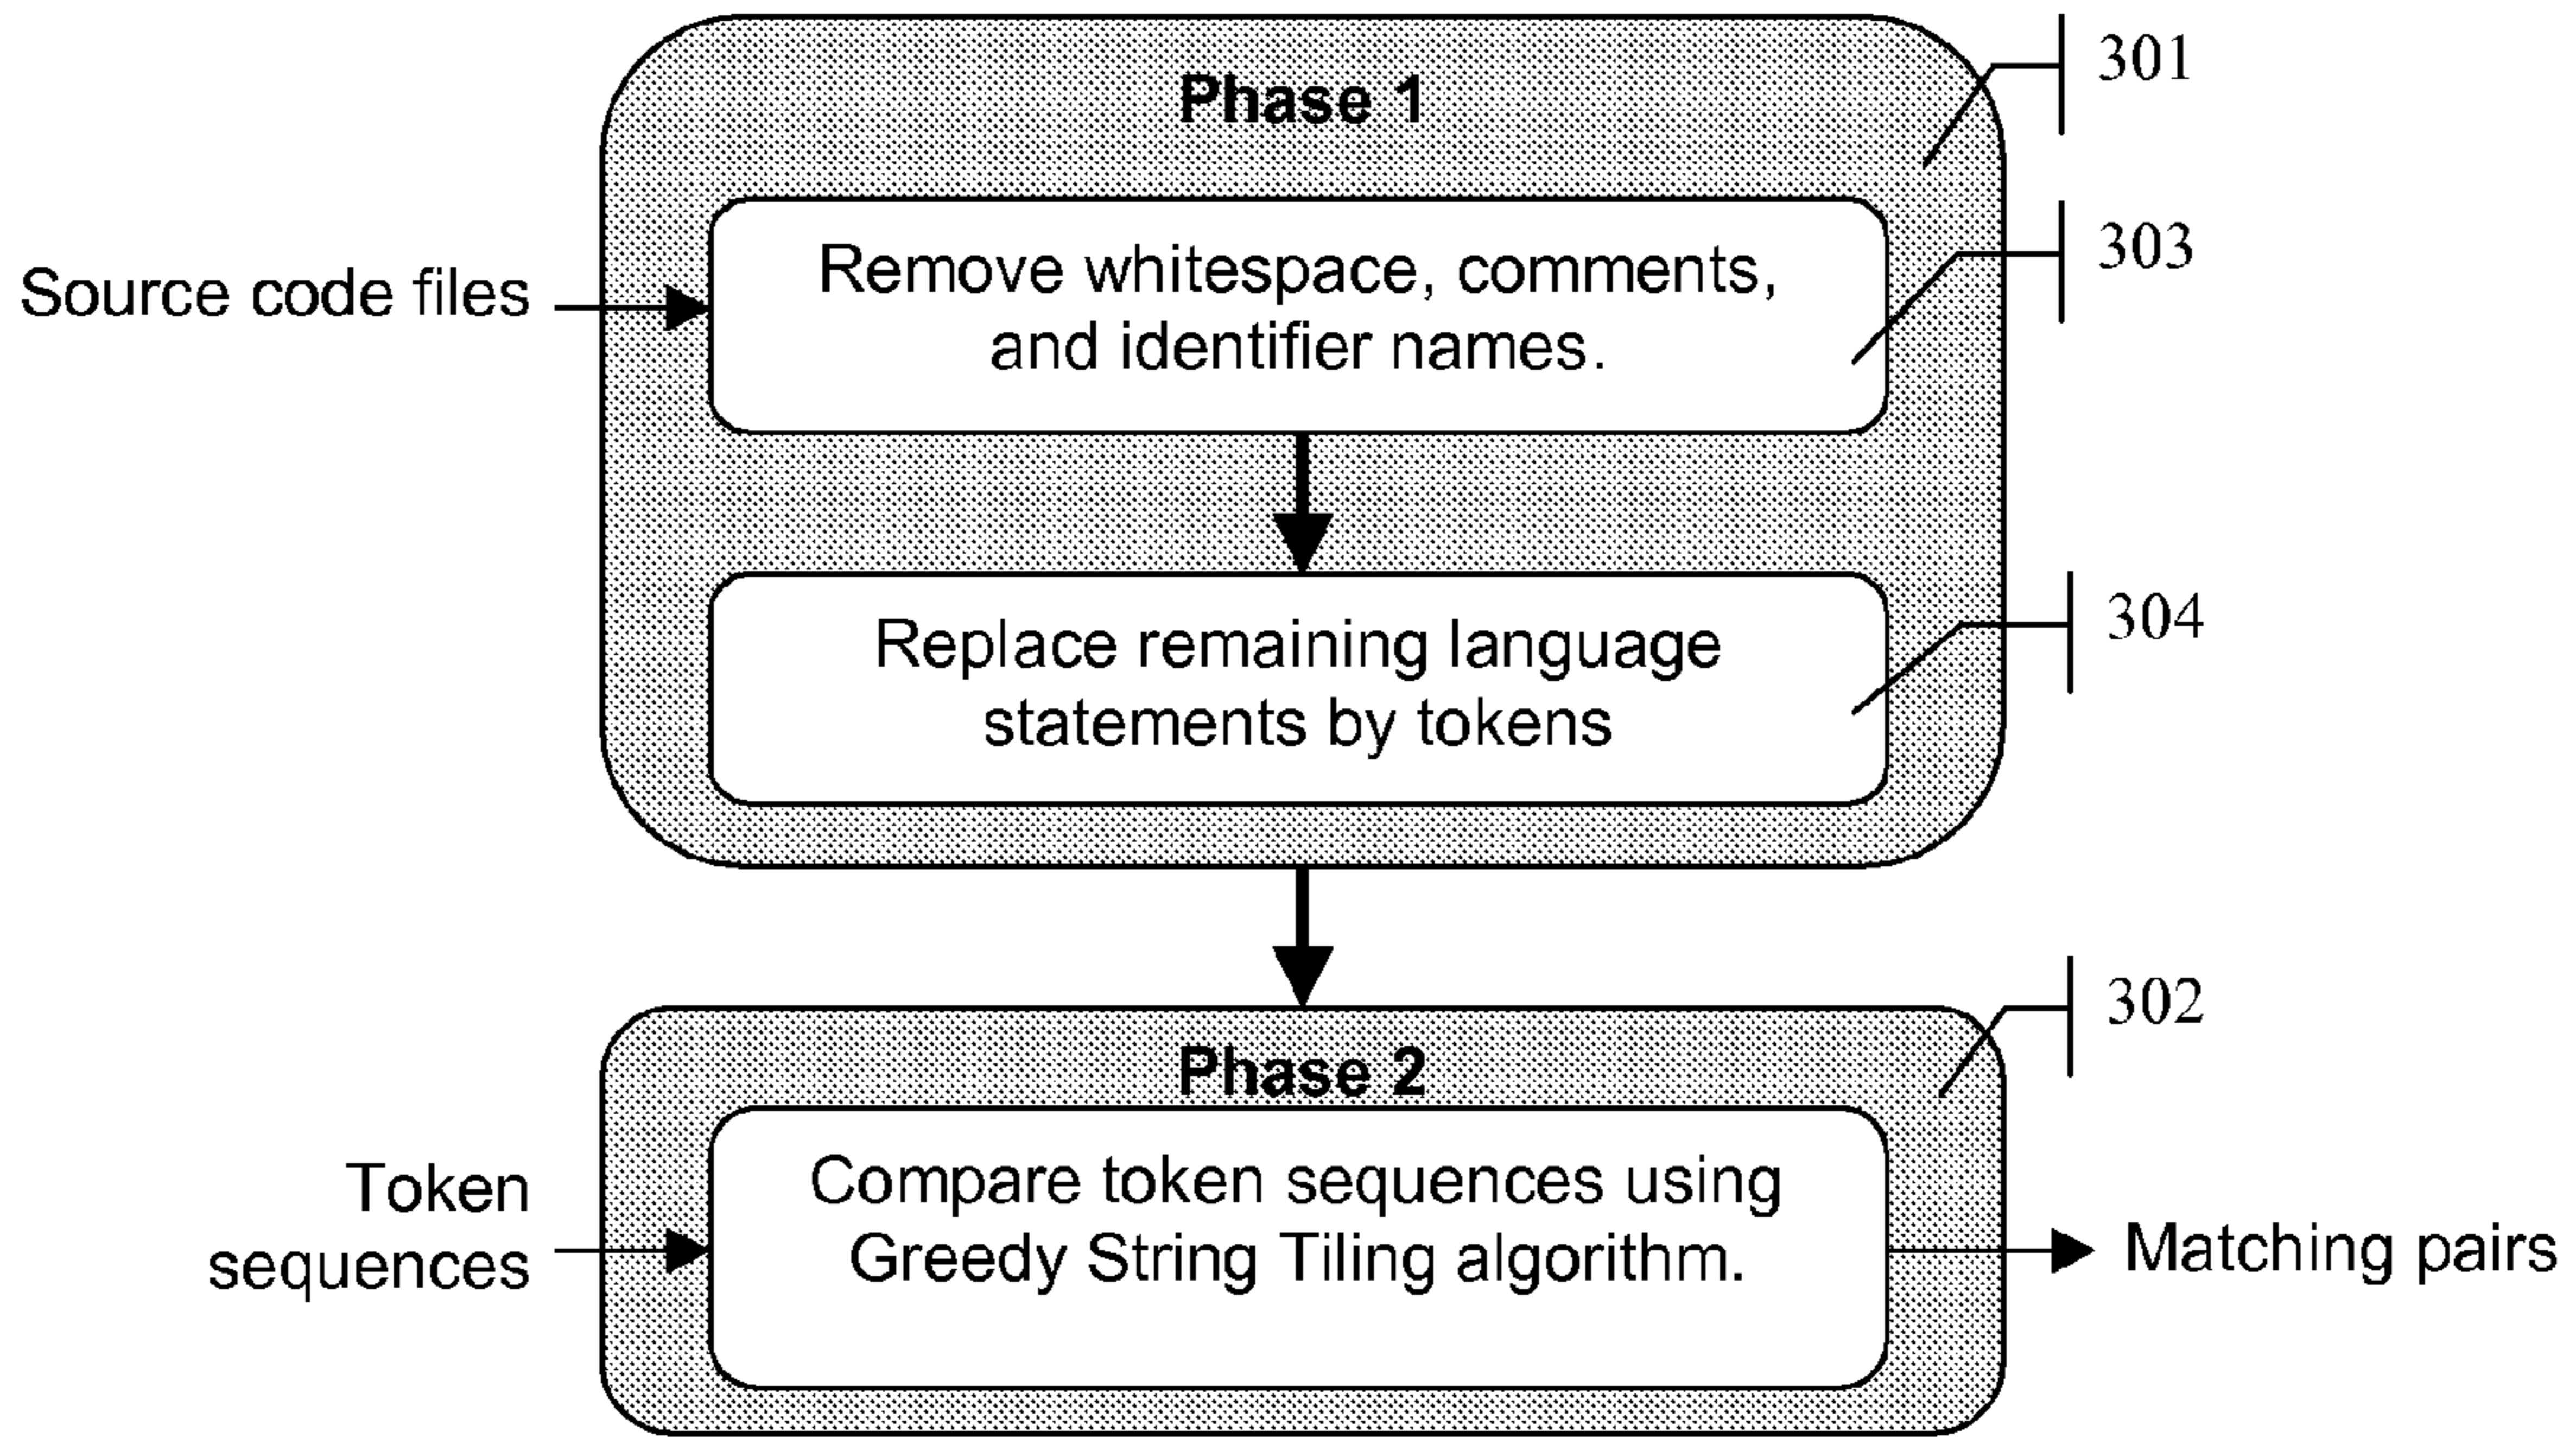 Phase 1
301
Source code files
Remove whitespace, comments,
and identifier names.
303
Replace remaining language
statements by tokens
304
Phase 2
302
Token
sequences
Compare token sequences using
Greedy String Tiling algorithm.
Matching pairs